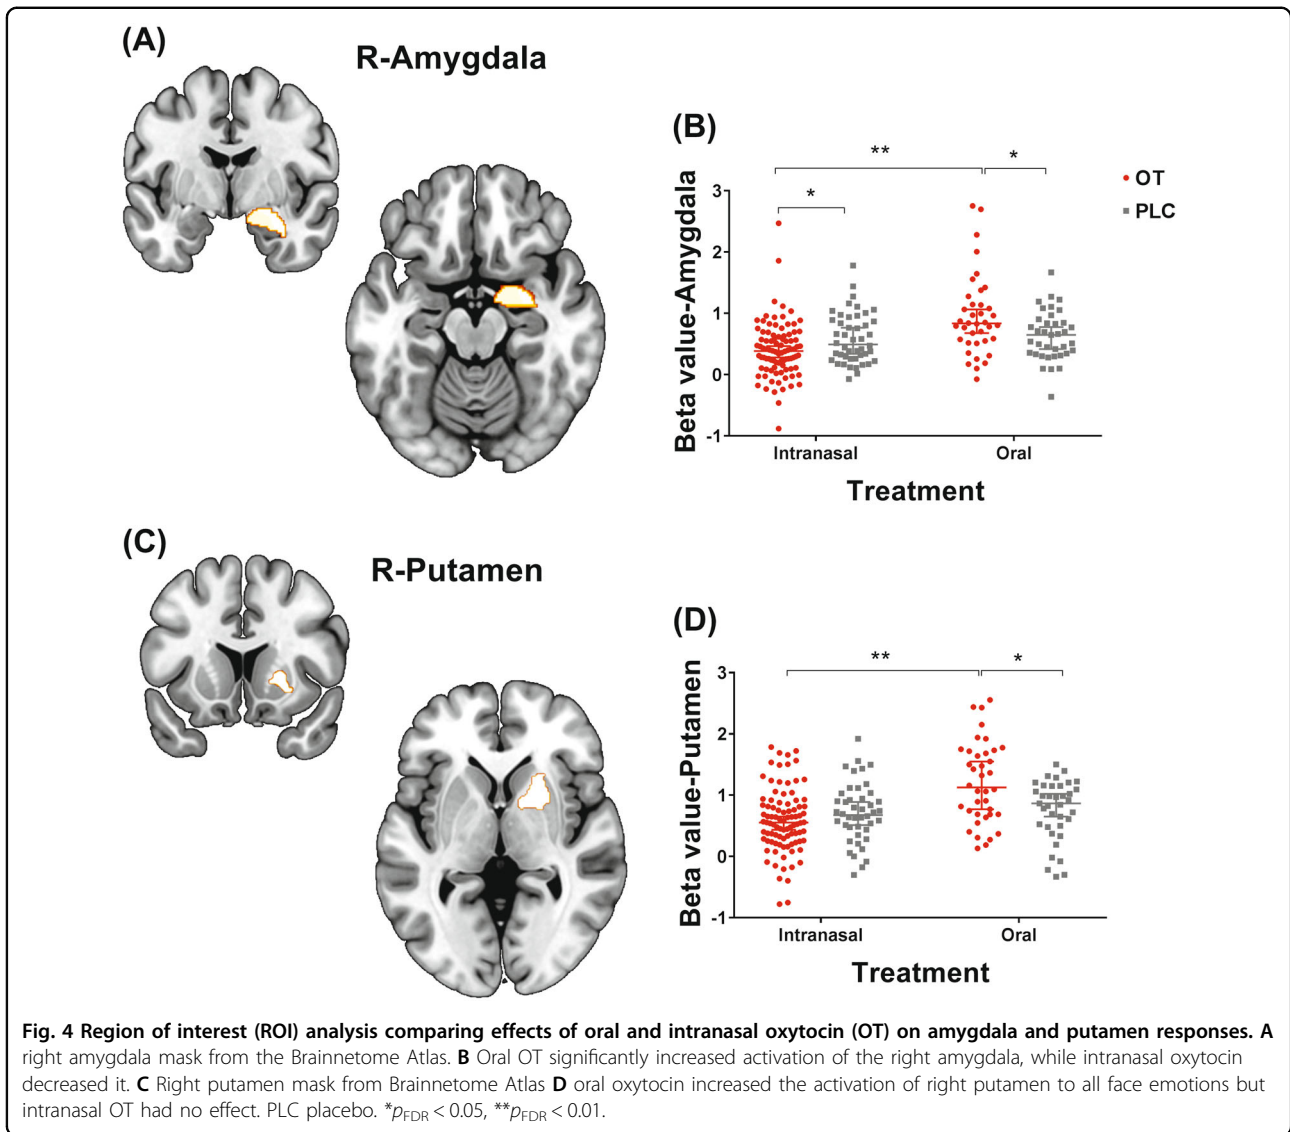 (A)
R-Amygdala
(B)
**
*
*
OT
PLC
3
2
1
0
-1
Beta value-Amygdala
Intranasal
Oral
Treatment
(C)
R-Putamen
(D)
**
*
3
2
1
0
-1
Beta value-Putamen
Intranasal
Oral
Treatment
Fig. 4 Region of interest (ROI) analysis comparing effects of oral and intranasal oxytocin (OT) on amygdala and putamen responses. A
right amygdala mask from the Brainnetome Atlas. B Oral OT significantly increased activation of the right amygdala, while intranasal oxytocin
decreased it. C Right putamen mask from Brainnetome Atlas D oral oxytocin increased the activation of right putamen to all face emotions but
intranasal OT had no effect. PLC placebo. *pFDR < 0.05, **pFDR < 0.01.